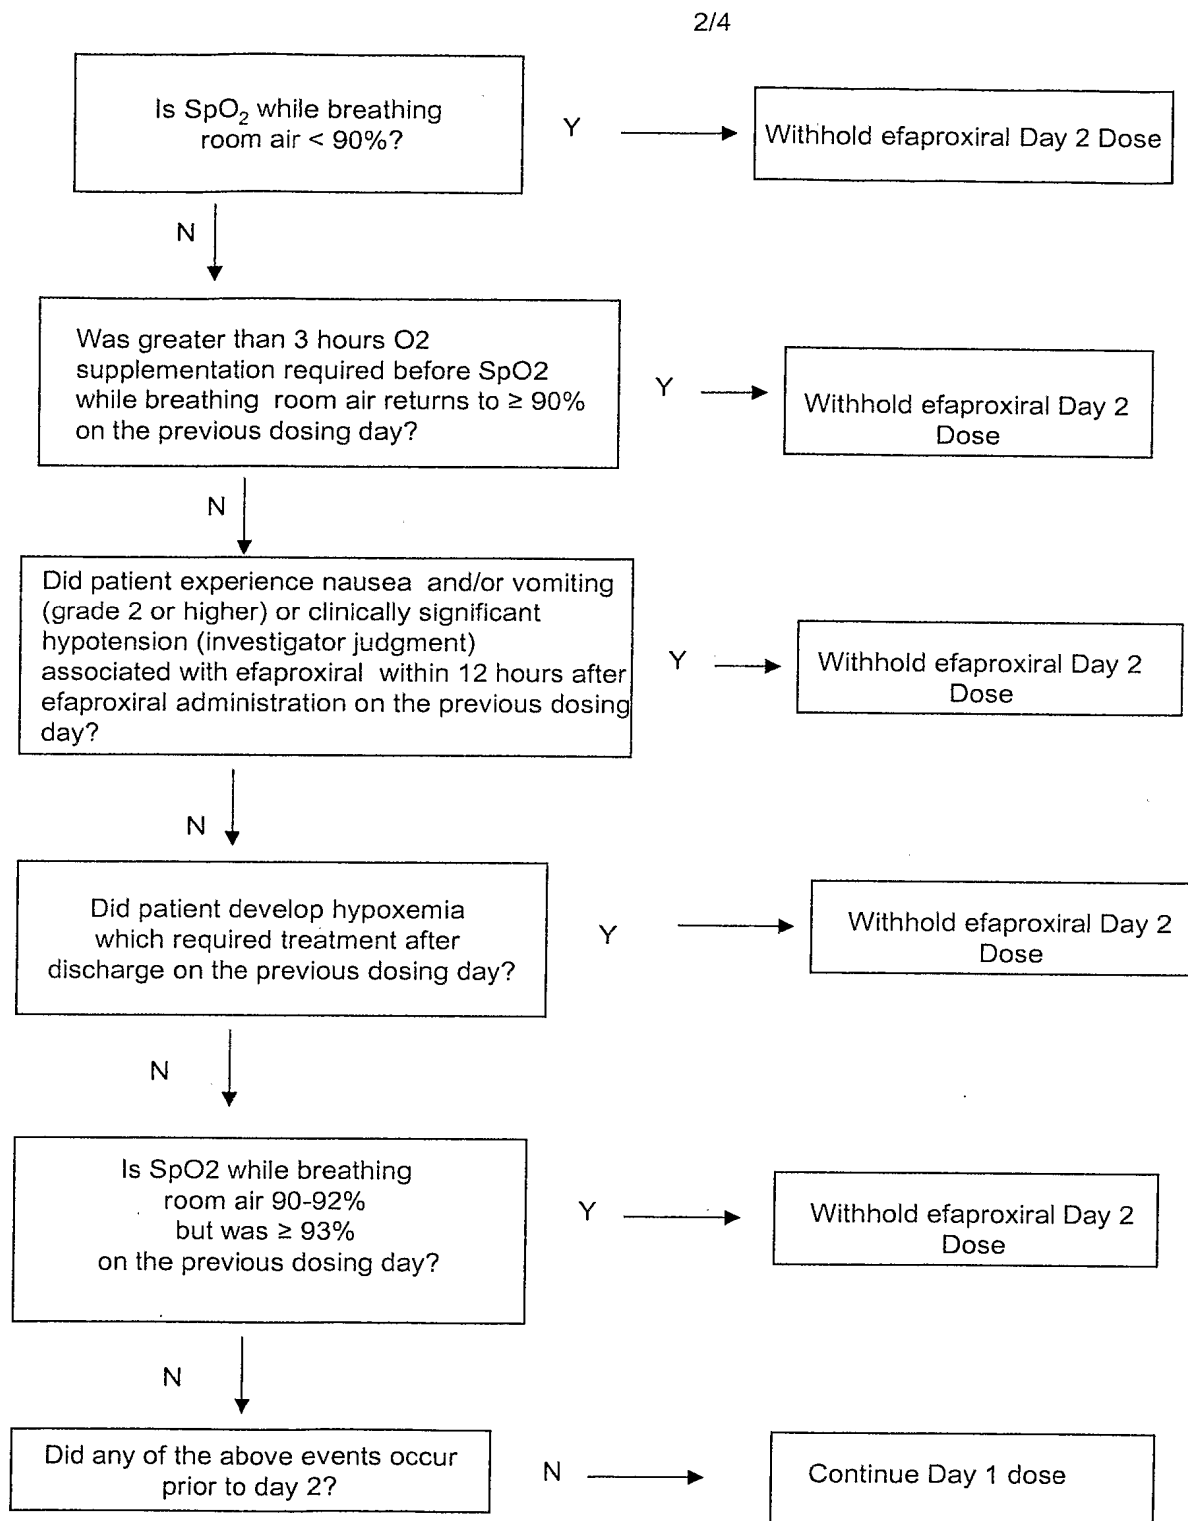 2/4
Is SpO₂ while breathing
room air < 90%?
Y
Withhold efaproxiral Day 2 Dose
N
Was greater than 3 hours O2
supplementation required before SpO2
while breathing room air returns to ≥ 90%
on the previous dosing day?
Y
Withhold efaproxiral Day 2
Dose
N
Did patient experience nausea and/or vomiting
(grade 2 or higher) or clinically significant
hypotension (investigator judgment)
associated with efaproxiral within 12 hours after
efaproxiral administration on the previous dosing
day?
Y
Withhold efaproxiral Day 2
Dose
N
Did patient develop hypoxemia
which required treatment after
discharge on the previous dosing day?
Y
Withhold efaproxiral Day 2
Dose
N
Is SpO2 while breathing
room air 90-92%
but was ≥ 93%
on the previous dosing day?
Y
Withhold efaproxiral Day 2
Dose
N
Did any of the above events occur
prior to day 2?
N
Continue Day 1 dose